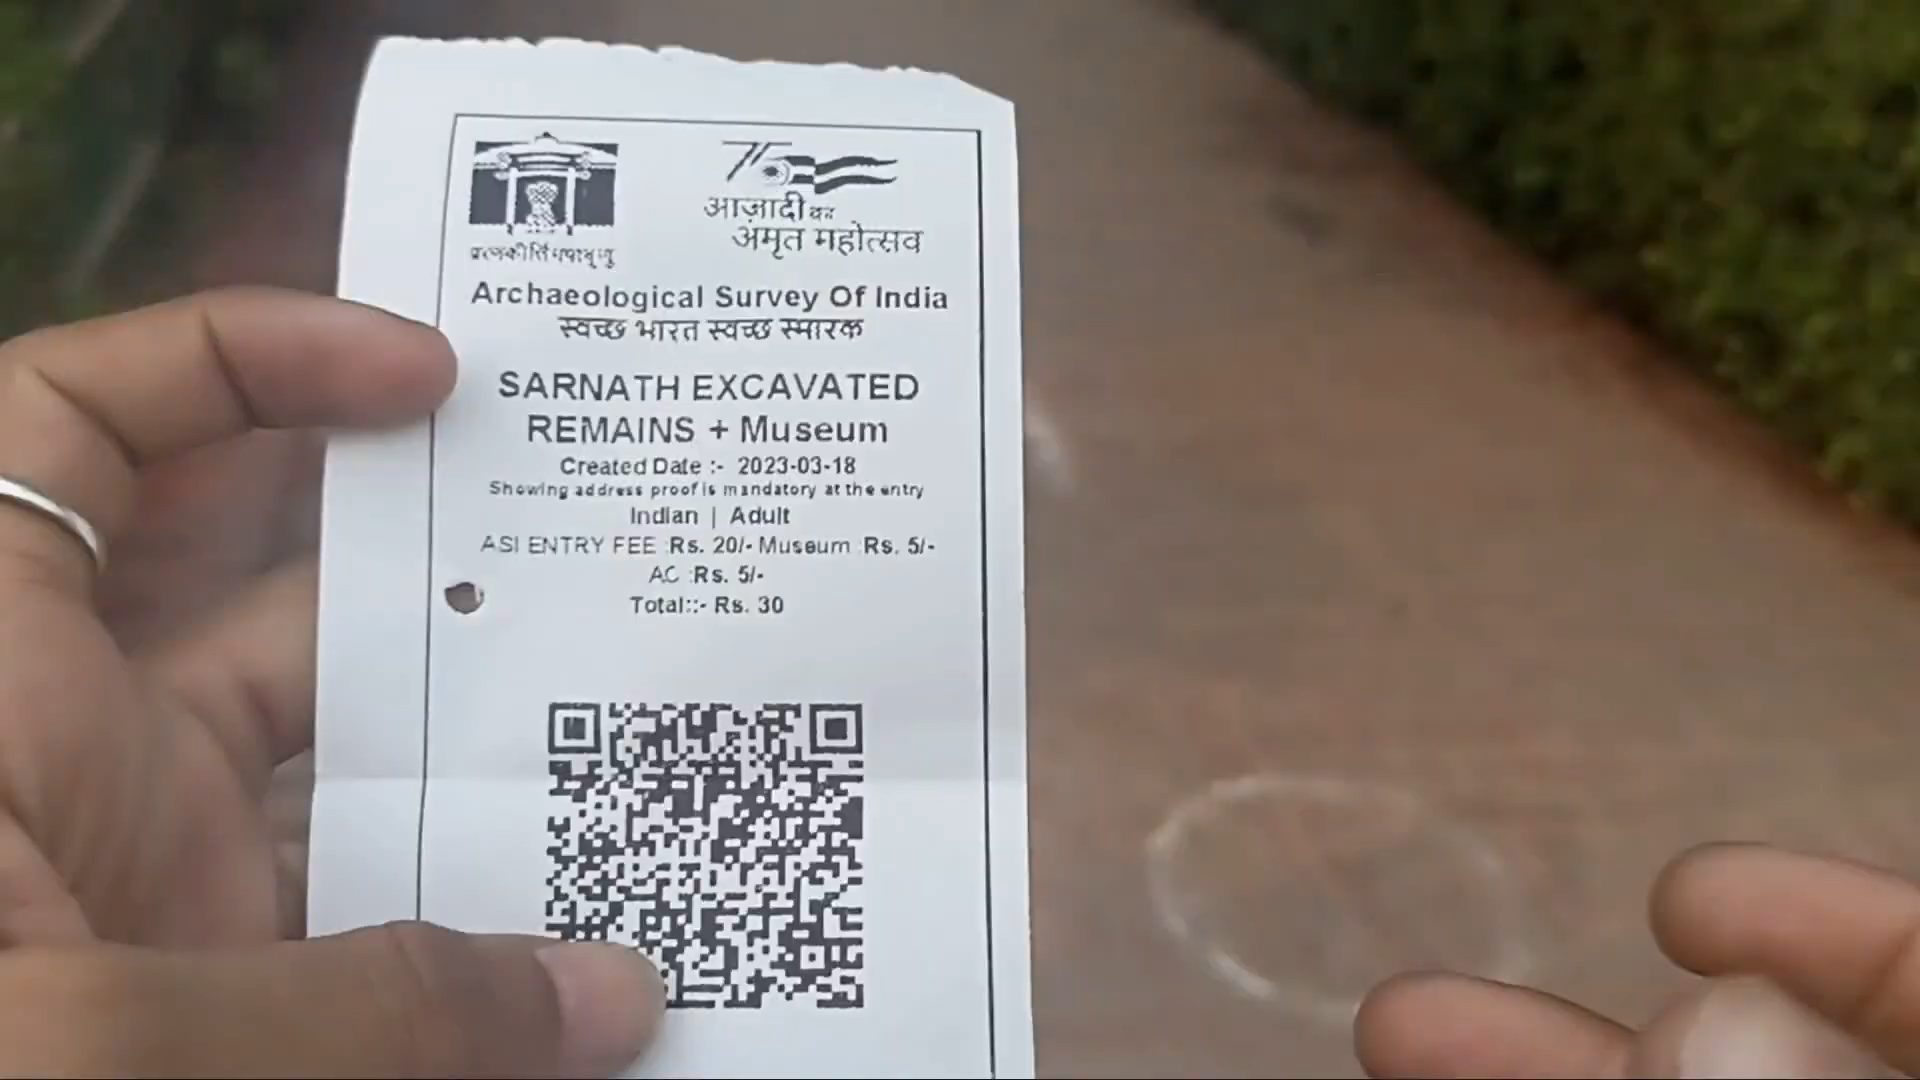 75
आज़ादी का
अमृत महोत्सव
Archaeological Survey Of India
स्वच्छ भारत स्वच्छ स्मारक
SARNATH EXCAVATED
REMAINS + Museum
Created Date :- 2023-03-18
Showing address proof is mandatory at the entry
Indian | Adult
ASI ENTRY FEE :Rs. 20/- Museum :Rs. 5/-
AC :Rs. 5/-
Total::- Rs. 30